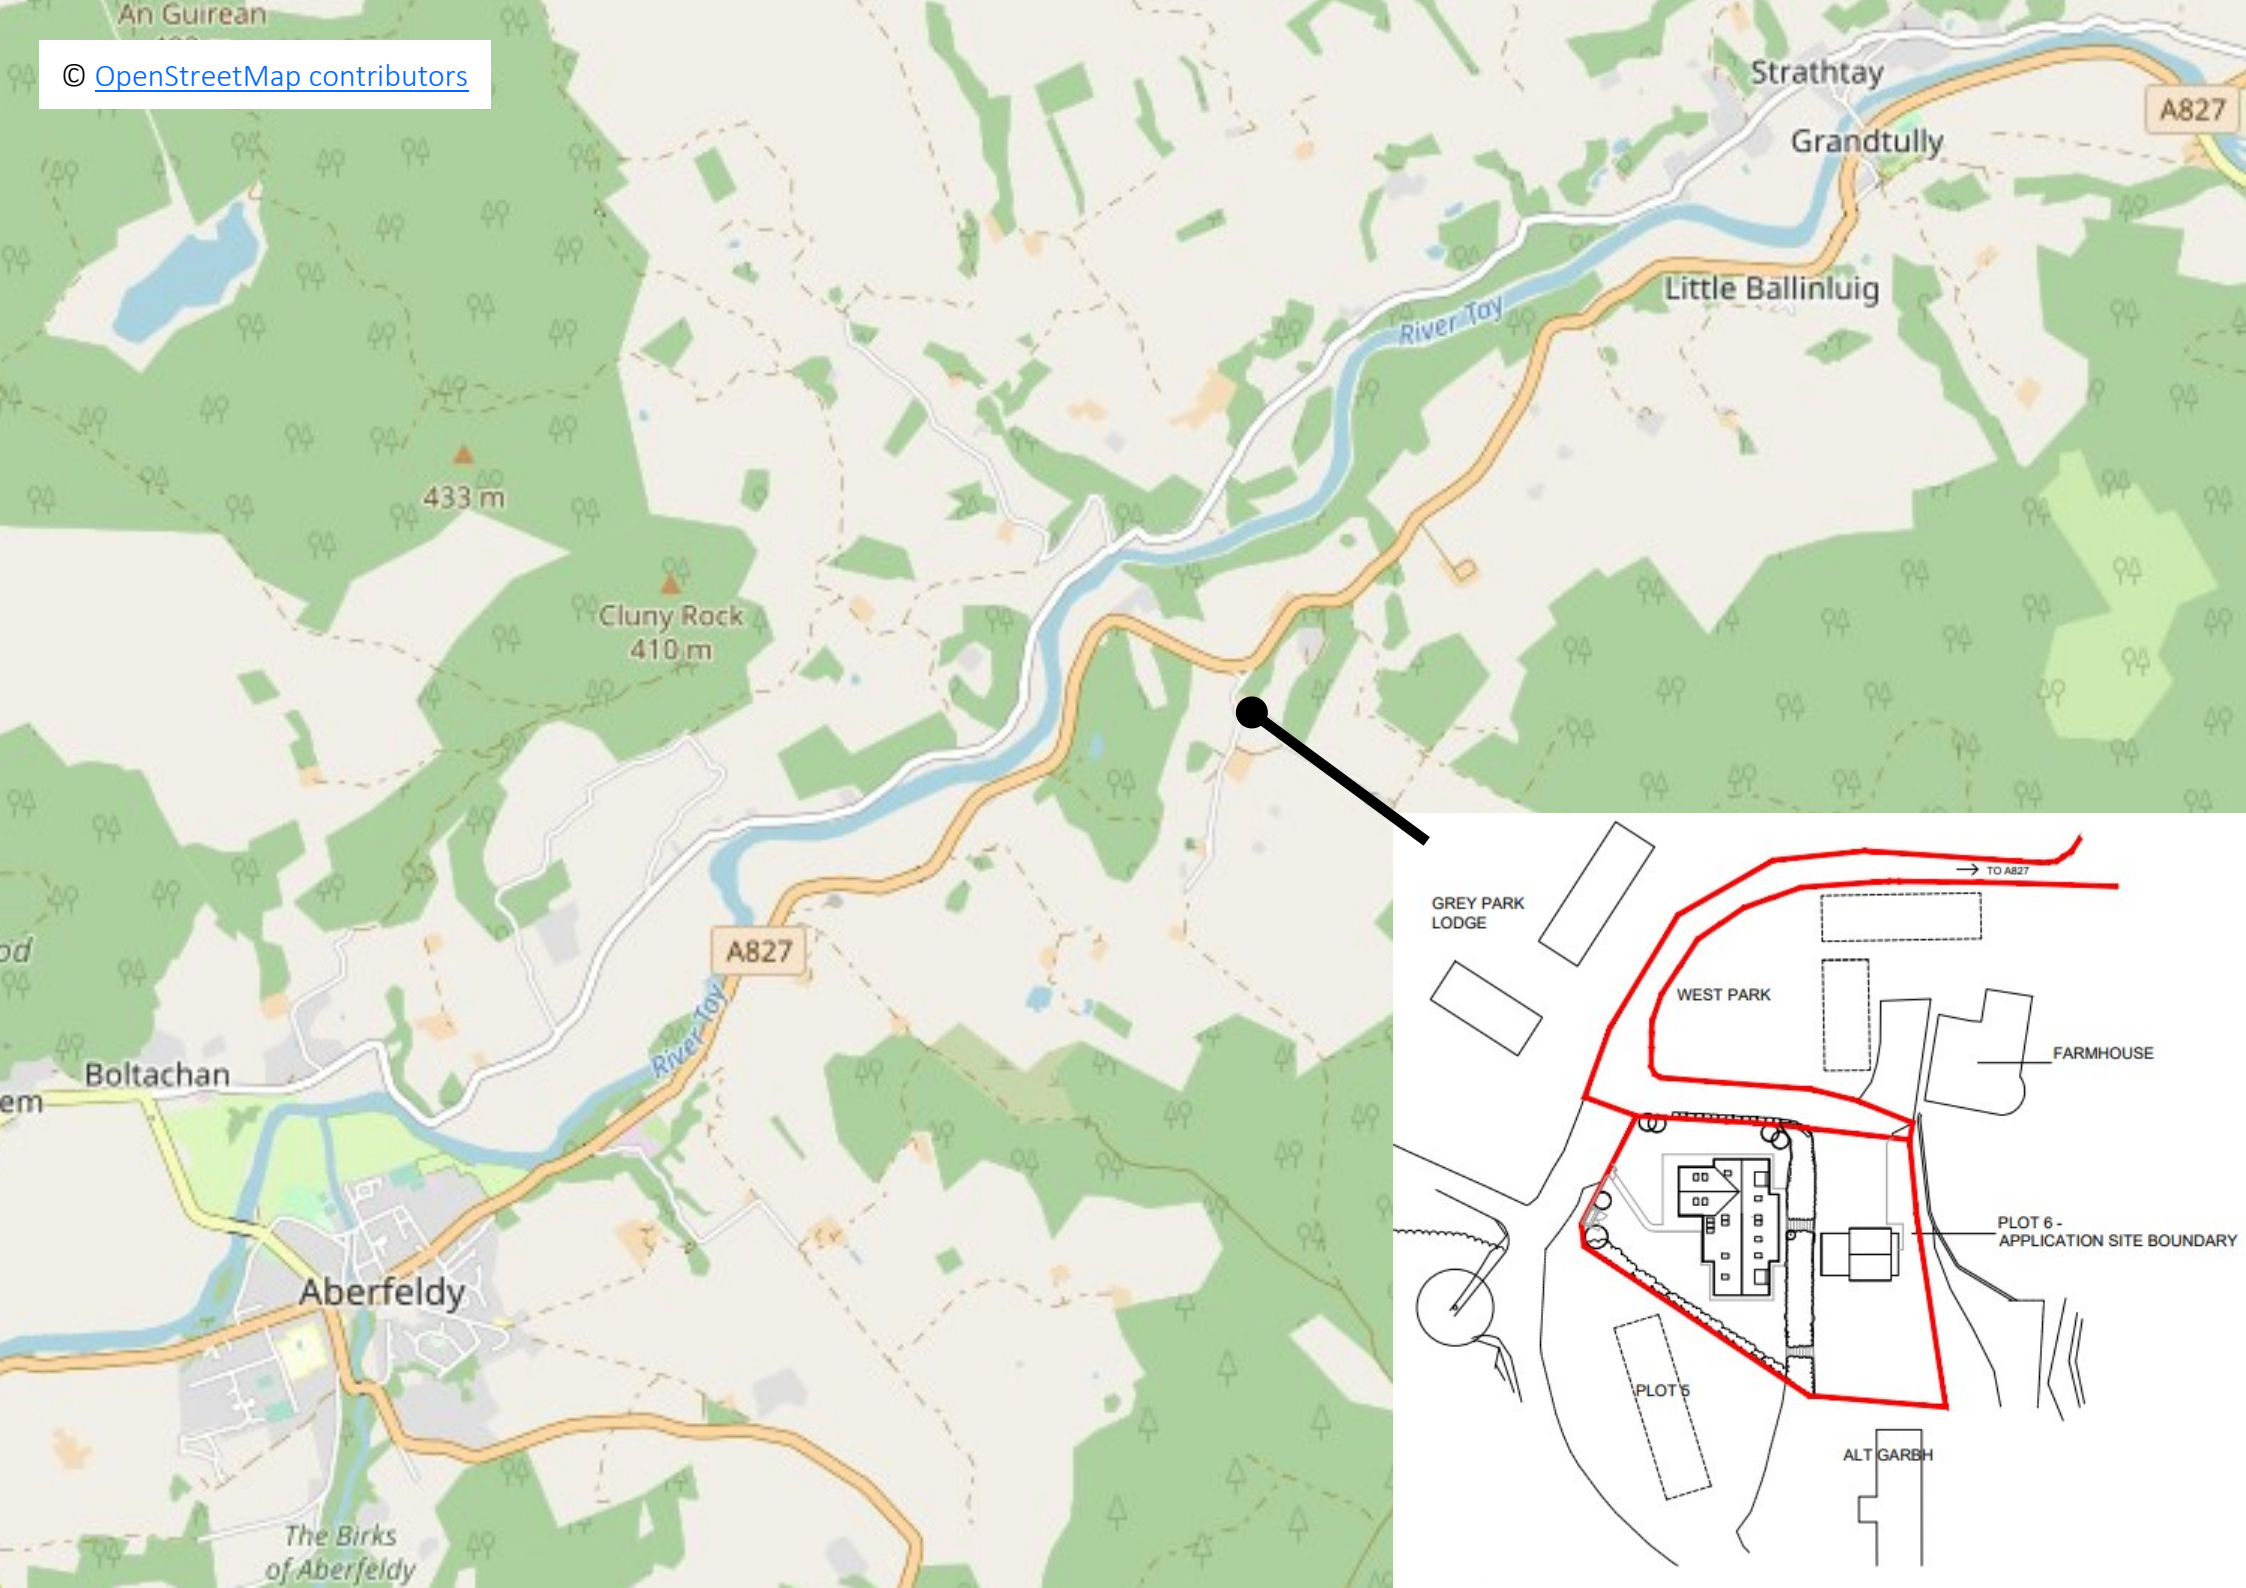 An Guirean
© OpenStreetMap contributors
Strathtay
A827
Grandtully
Little Ballinluig
River Tay
433 m
Cluny Rock
410 m
A827
River Tay
Boltachan
em
od
Aberfeldy
The Birks
of Aberfeldy
TO A827
GREY PARK
LODGE
WEST PARK
FARMHOUSE
PLOT 6 -
APPLICATION SITE BOUNDARY
PLOT 5
ALT GARBH